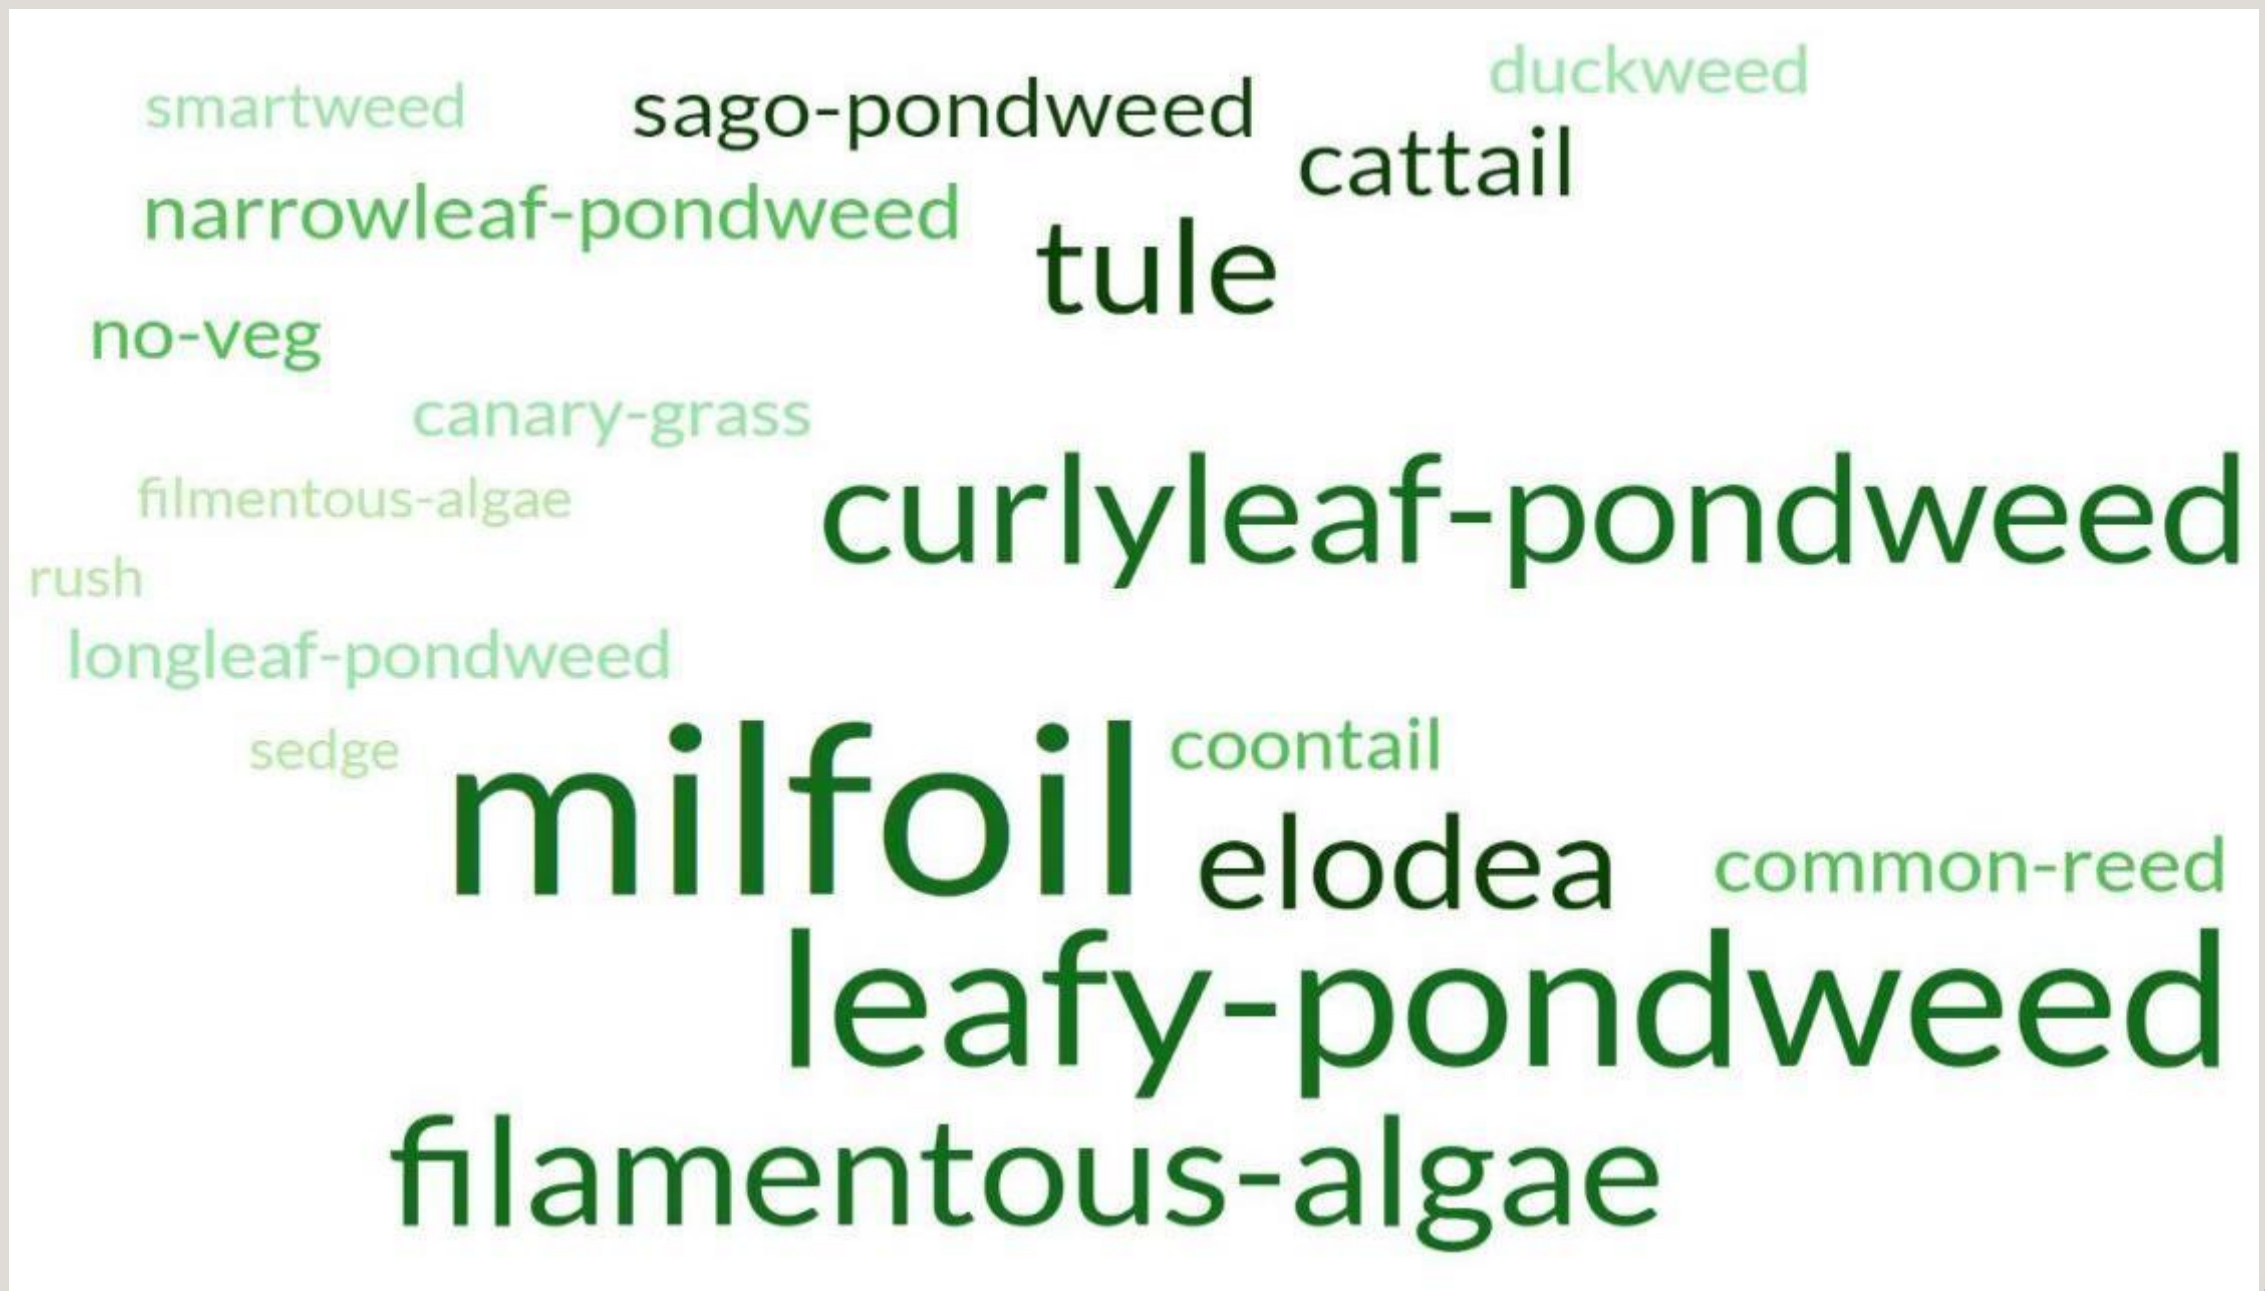 duckweed
smartweed
sago-pondweed
cattail
narrowleaf-pondweed
tule
no-veg
canary-grass
filmentous-algae
curlyleaf-pondweed
rush
longleaf-pondweed
sedge
milfoil
coontail
elodea
common-reed
leafy-pondweed
filamentous-algae